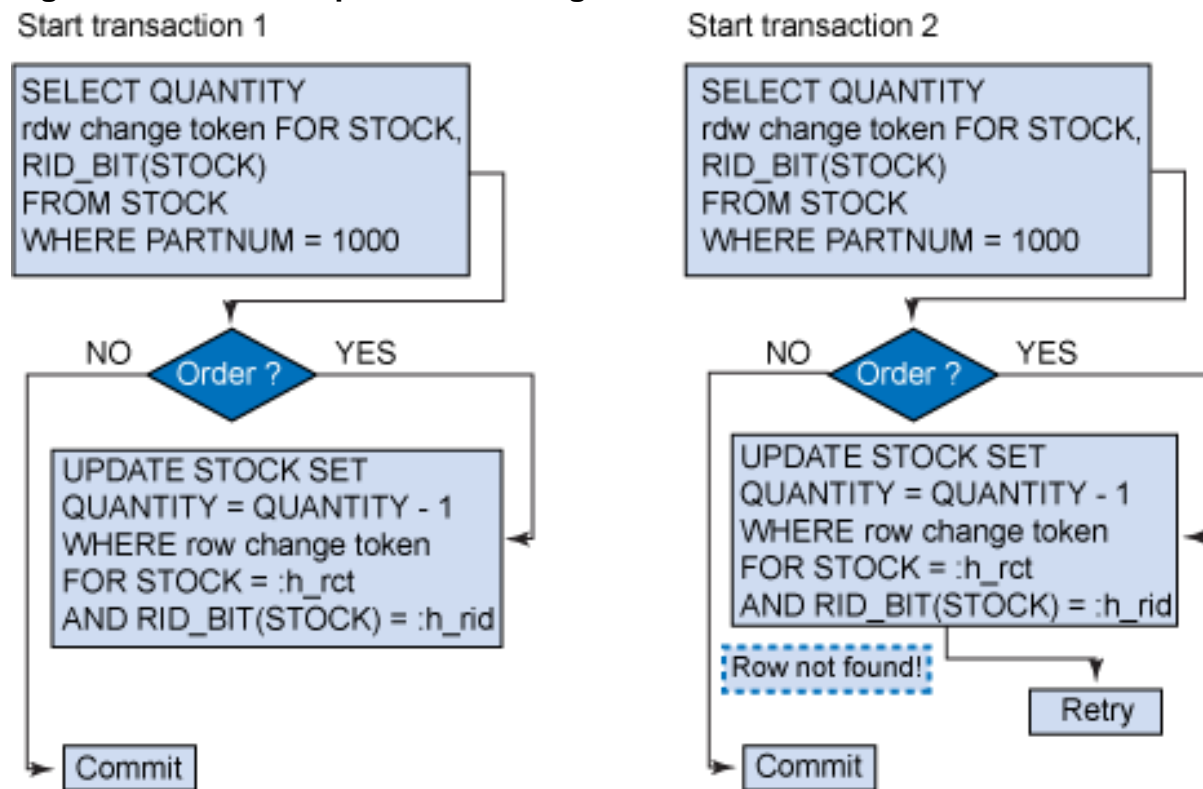 Start transaction 1
SELECT QUANTITY
rdw change token FOR STOCK,
RID_BIT(STOCK)
FROM STOCK
WHERE PARTNUM = 1000
NO
YES
Order ?
UPDATE STOCK SET
QUANTITY = QUANTITY - 1
WHERE row change token
FOR STOCK = :h_rct
AND RID_BIT(STOCK) = :h_rid
Commit
Start transaction 2
SELECT QUANTITY
rdw change token FOR STOCK,
RID_BIT(STOCK)
FROM STOCK
WHERE PARTNUM = 1000
NO
YES
Order ?
UPDATE STOCK SET
QUANTITY = QUANTITY - 1
WHERE row change token
FOR STOCK = :h_rct
AND RID_BIT(STOCK) = :h_rid
Row not found!
Retry
Commit